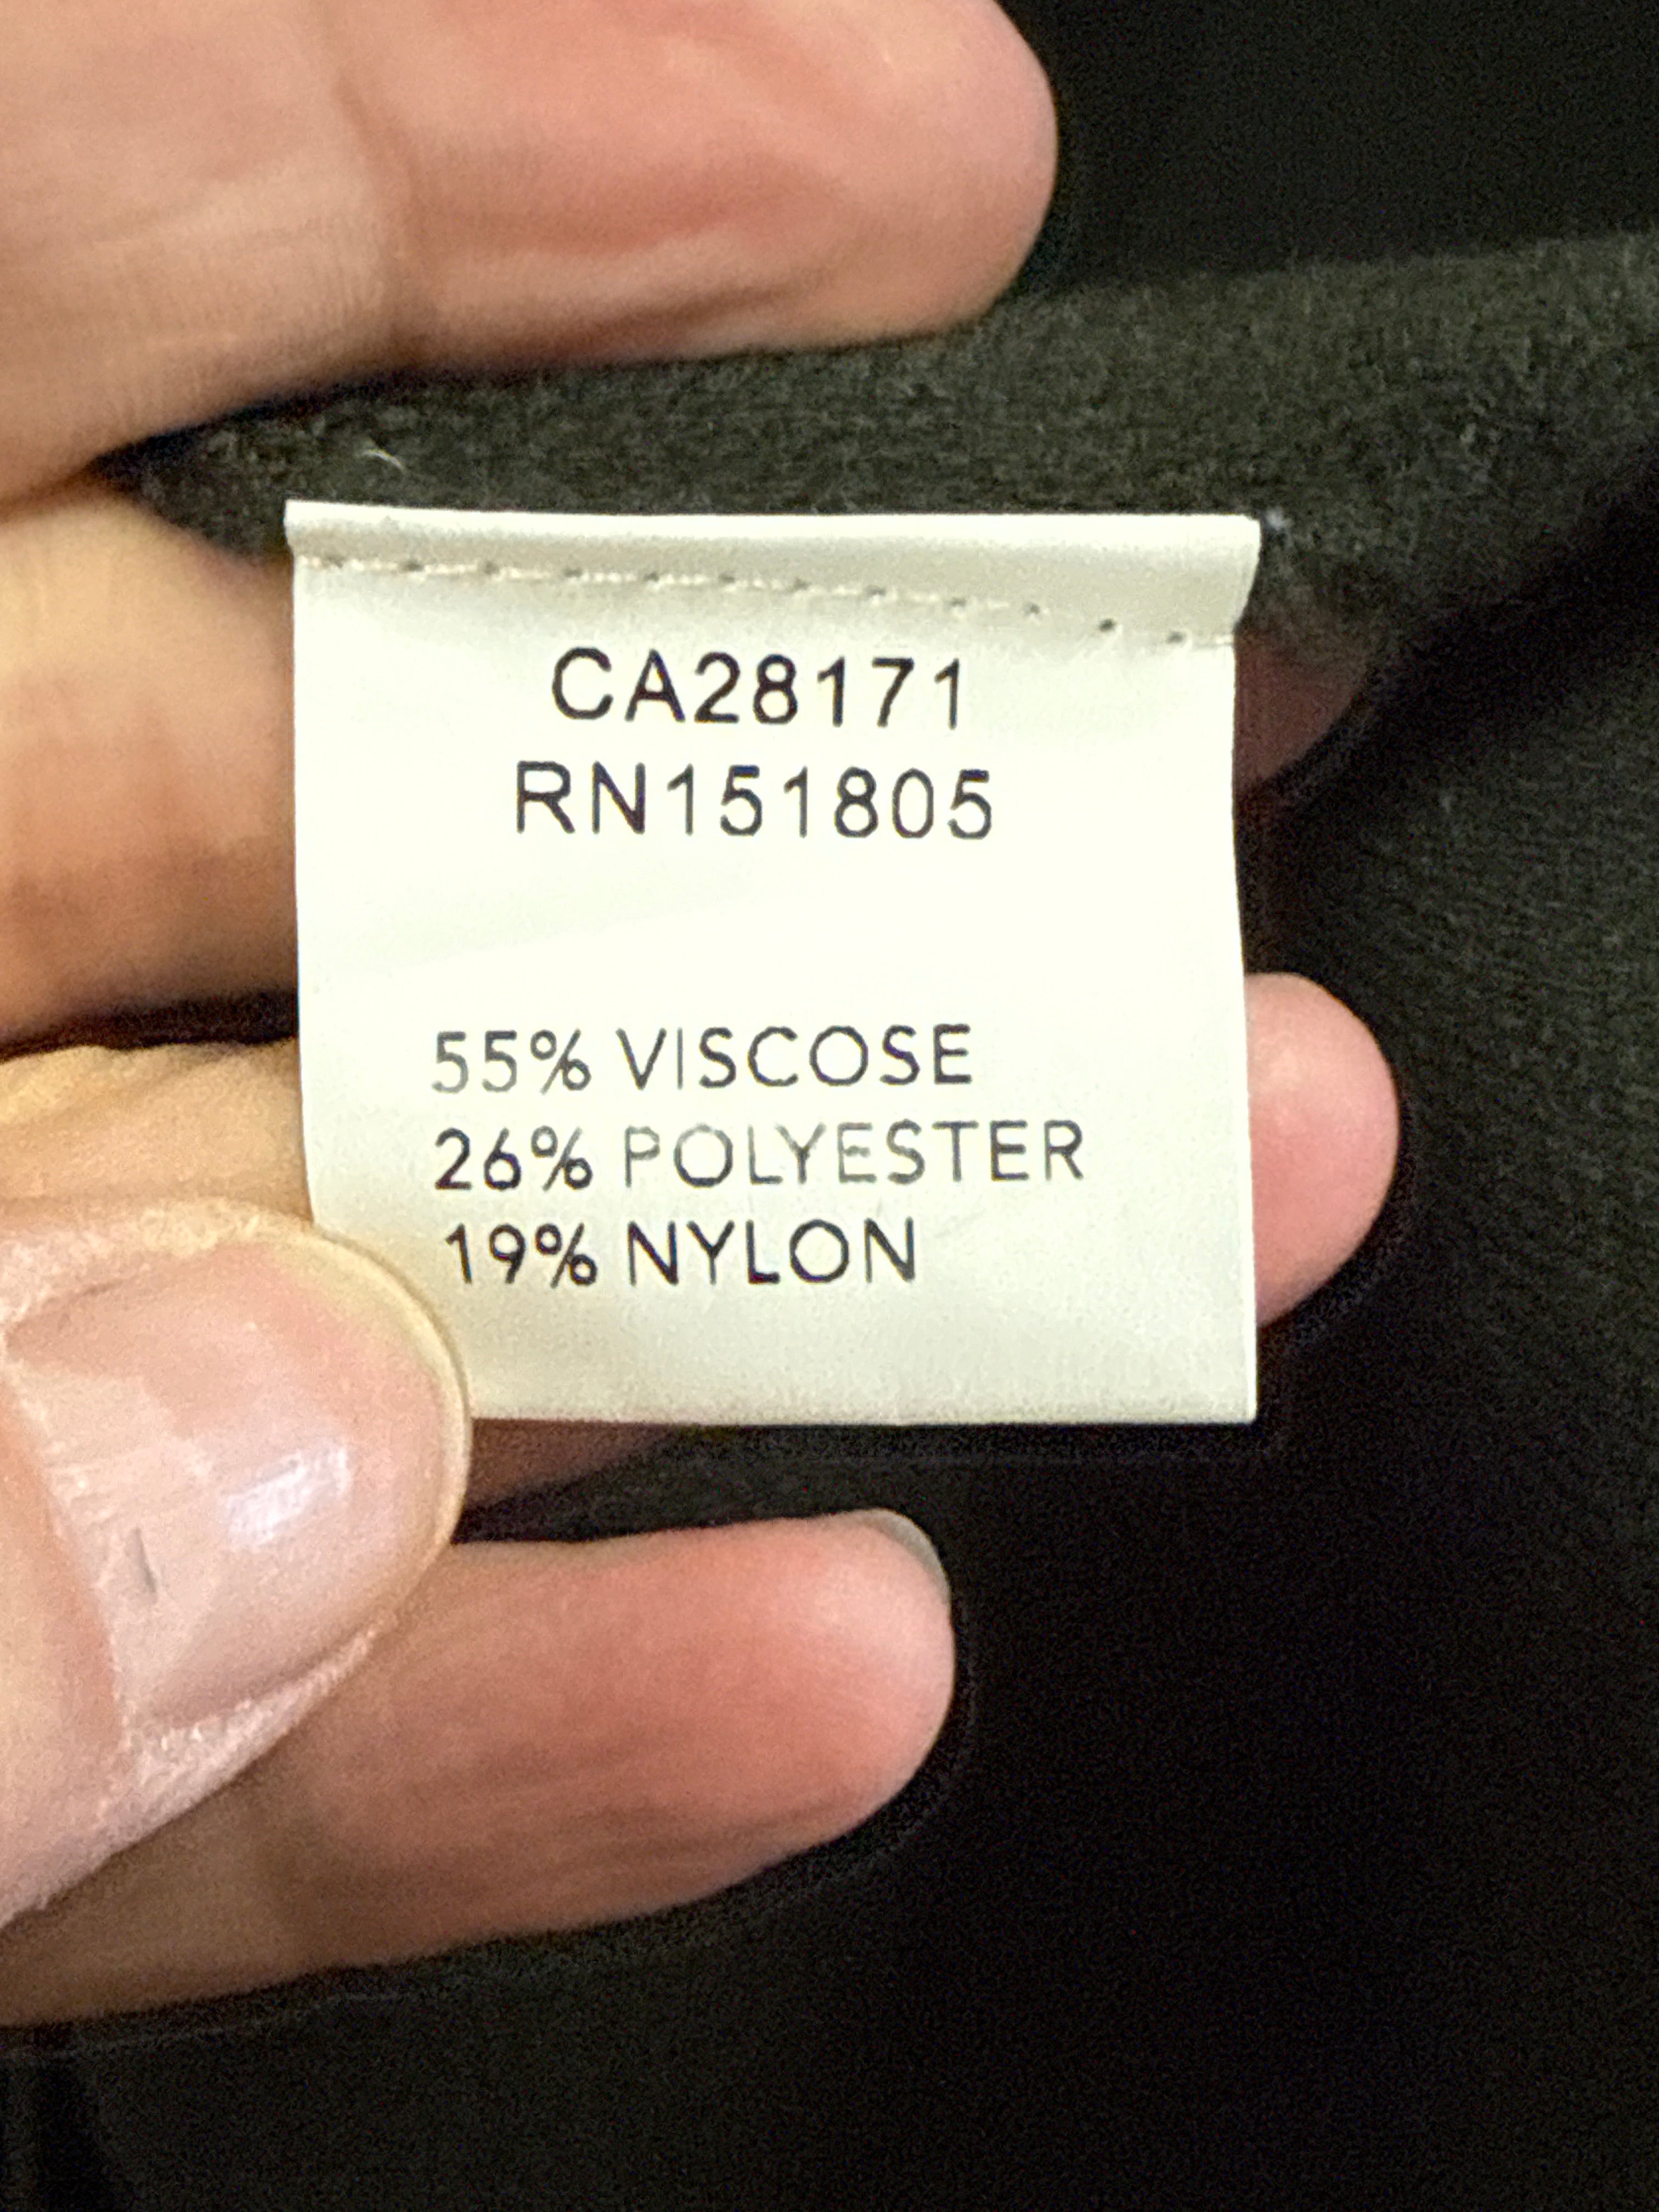 CA28171
RN151805
55% VISCOSE
26% POLYESTER
19% NYLON